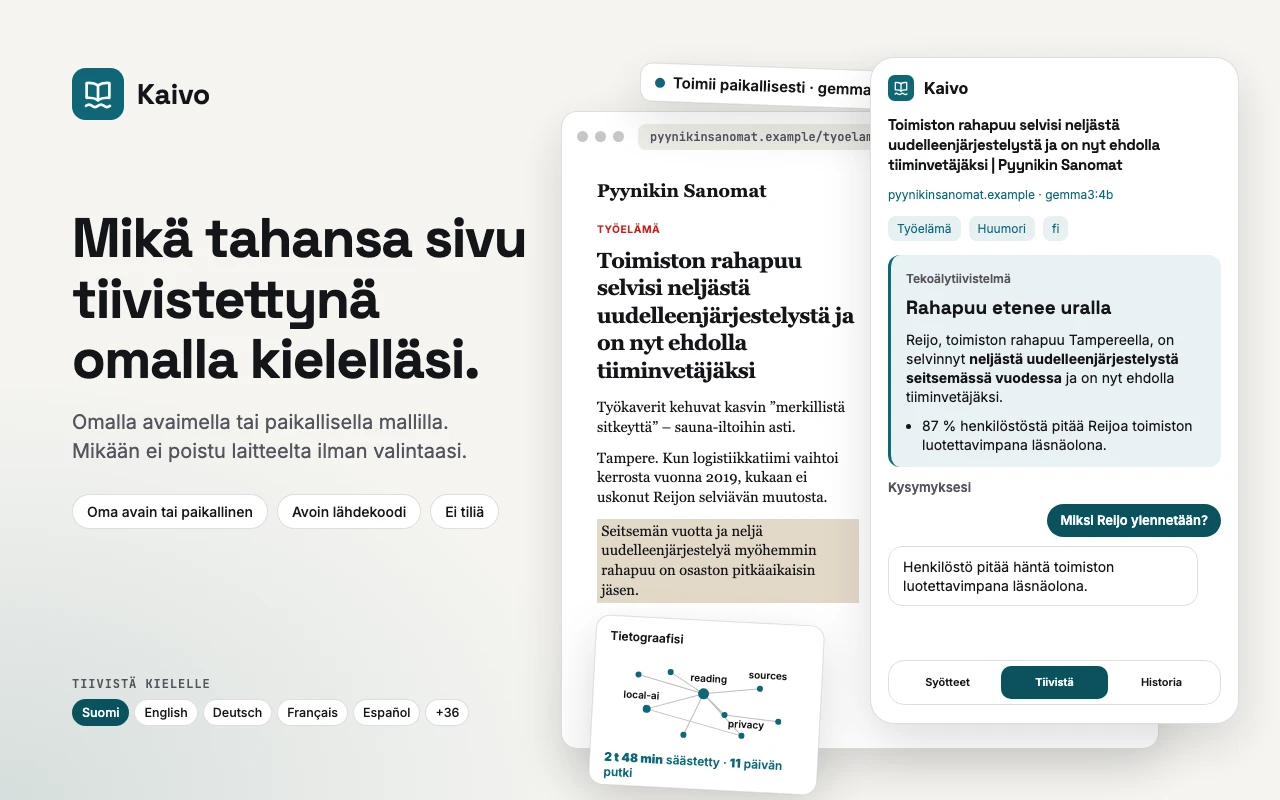 Kaivo
Mikä tahansa sivu
tiivistettynä
omalla kielelläsi.
Omalla avaimella tai paikallisella mallilla.
Mikään ei poistu laitteelta ilman valintaasi.
Oma avain tai paikallinen
Avoin lähdekoodi
Ei tiliä
TIIVISTÄ KIELELLE
Suomi
English
Deutsch
Français
Español
+36
Toimii paikallisesti · gemma
pyynikinsanomat.example/tyoelam
Pyynikin Sanomat
TYÖELÄMÄ
Toimiston rahapuu
selvisi neljästä
uudelleenjärjestelystä ja
on nyt ehdolla
tiiminvetäjäksi
Työkaverit kehuvat kasvin ”merkillistä
sitkeyttä” – sauna-iltoihin asti.
Tampere. Kun logistiikkatiimi vaihtoi
kerrosta vuonna 2019, kukaan ei
uskonut Reijon selviävän muutosta.
Seitsemän vuotta ja neljä
uudelleenjärjestelyä myöhemmin
rahapuu on osaston pitkäaikaisin
jäsen.
Tietograafisi
reading
sources
local-ai
privacy
2 t 48 min säästetty · 11 päivän
putki
Kaivo
Toimiston rahapuu selvisi neljästä
uudelleenjärjestelystä ja on nyt ehdolla
tiiminvetäjäksi | Pyynikin Sanomat
pyynikinsanomat.example · gemma3:4b
Työelämä
Huumori
fi
Tekoälytiivistelmä
Rahapuu etenee uralla
Reijo, toimiston rahapuu Tampereella, on
selvinnyt neljästä uudelleenjärjestelystä
seitsemässä vuodessa ja on nyt ehdolla
tiiminvetäjäksi.
• 87 % henkilöstöstä pitää Reijoa toimiston
luotettavimpana läsnäolona.
Kysymyksesi
Miksi Reijo ylennetään?
Henkilöstö pitää häntä toimiston
luotettavimpana läsnäolona.
Syötteet
Tiivistä
Historia